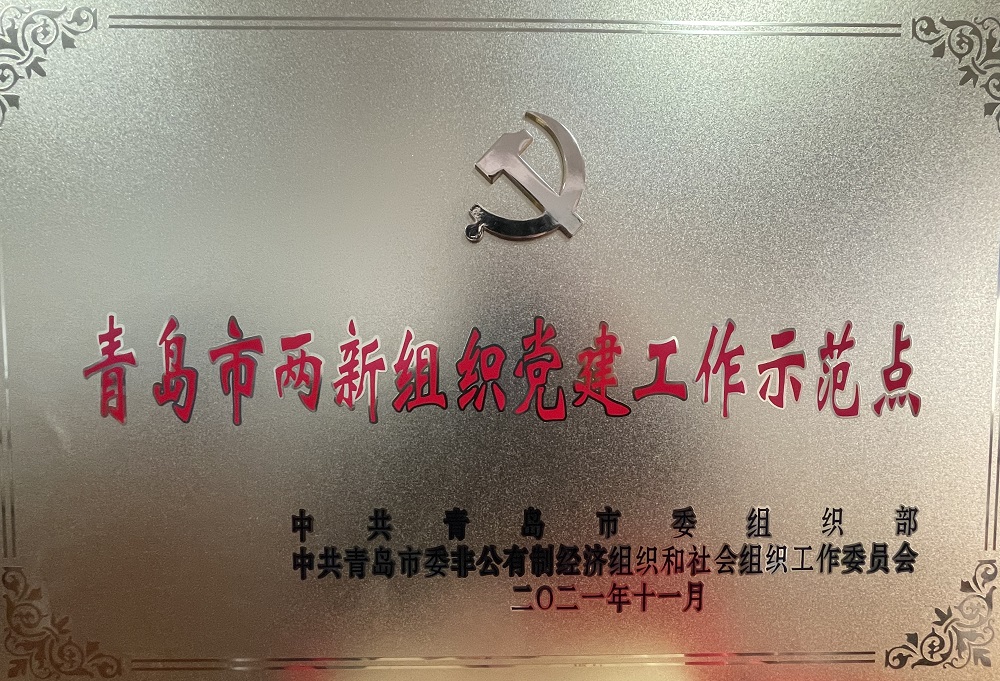 青岛市两新组织党建工作示范点
中共青岛市委组织部
中共青岛市委非公有制经济组织和社会组织工作委员会
二〇二一年十一月